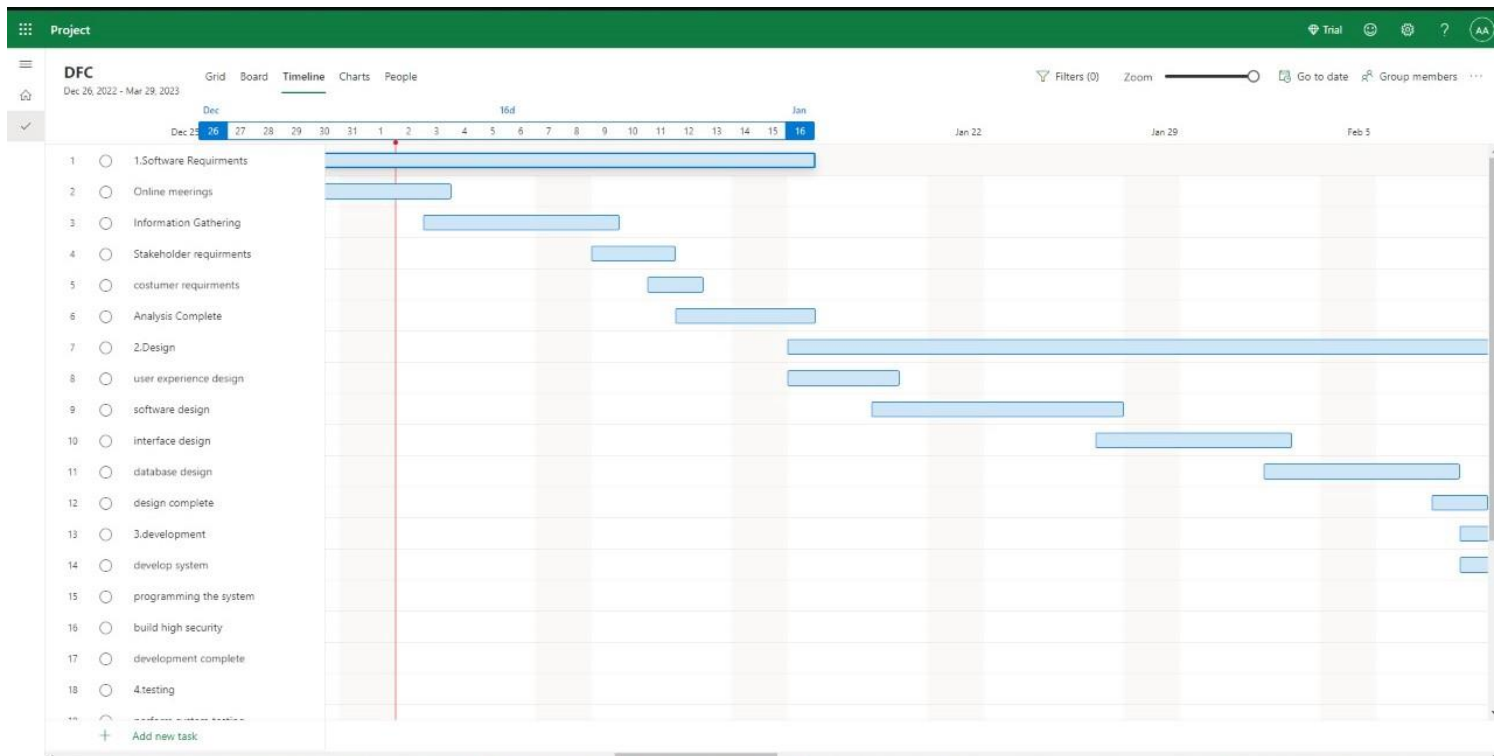 Project
Trial
AA
DFC
Dec 26, 2022 - Mar 29, 2023
Grid Board Timeline Charts People
Filters (0) Zoom Go to date Group members ...
Dec 16d Jan
Dec 25 26 27 28 29 30 31 1 2 3 4 5 6 7 8 9 10 11 12 13 14 15 16 Jan 22 Jan 29 Feb 5
1 1.Software Requirments
2 Online meerings
3 Information Gathering
4 Stakeholder requirments
5 costumer requirments
6 Analysis Complete
7 2.Design
8 user experience design
9 software design
10 interface design
11 database design
12 design complete
13 3.development
14 develop system
15 programming the system
16 build high security
17 development complete
18 4.testing
+ Add new task